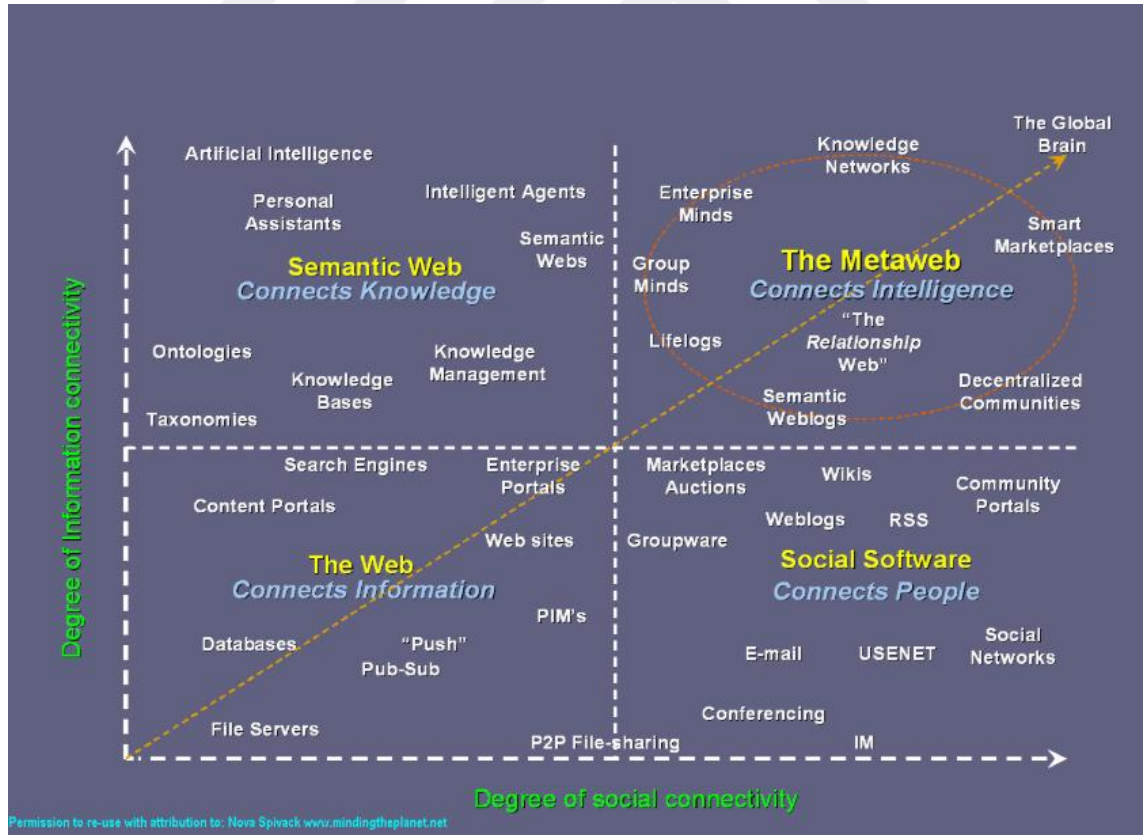 The Global
Brain
Artificial Intelligence
Knowledge
Networks
Personal
Assistants
Intelligent Agents
Enterprise
Minds
Semantic
Webs
Smart
Marketplaces
Semantic Web
Connects Knowledge
Group
Minds
The Metaweb
Connects Intelligence
"The
Relationship
Web"
Lifelogs
Ontologies
Knowledge
Management
Knowledge
Bases
Taxonomies
Semantic
Weblogs
Decentralized
Communities
Degree of Information connectivity
Search Engines
Enterprise
Portals
Content Portals
Web sites
The Web
Connects Information
PIM's
Databases
"Push"
Pub-Sub
File Servers
P2P File-sharing
Marketplaces
Auctions
Wikis
Community
Portals
Weblogs
RSS
Groupware
Social Software
Connects People
E-mail
USENET
Social
Networks
Conferencing
IM
Degree of social connectivity
Permission to re-use with attribution to: Nova Spivack www.mindingtheplanet.net